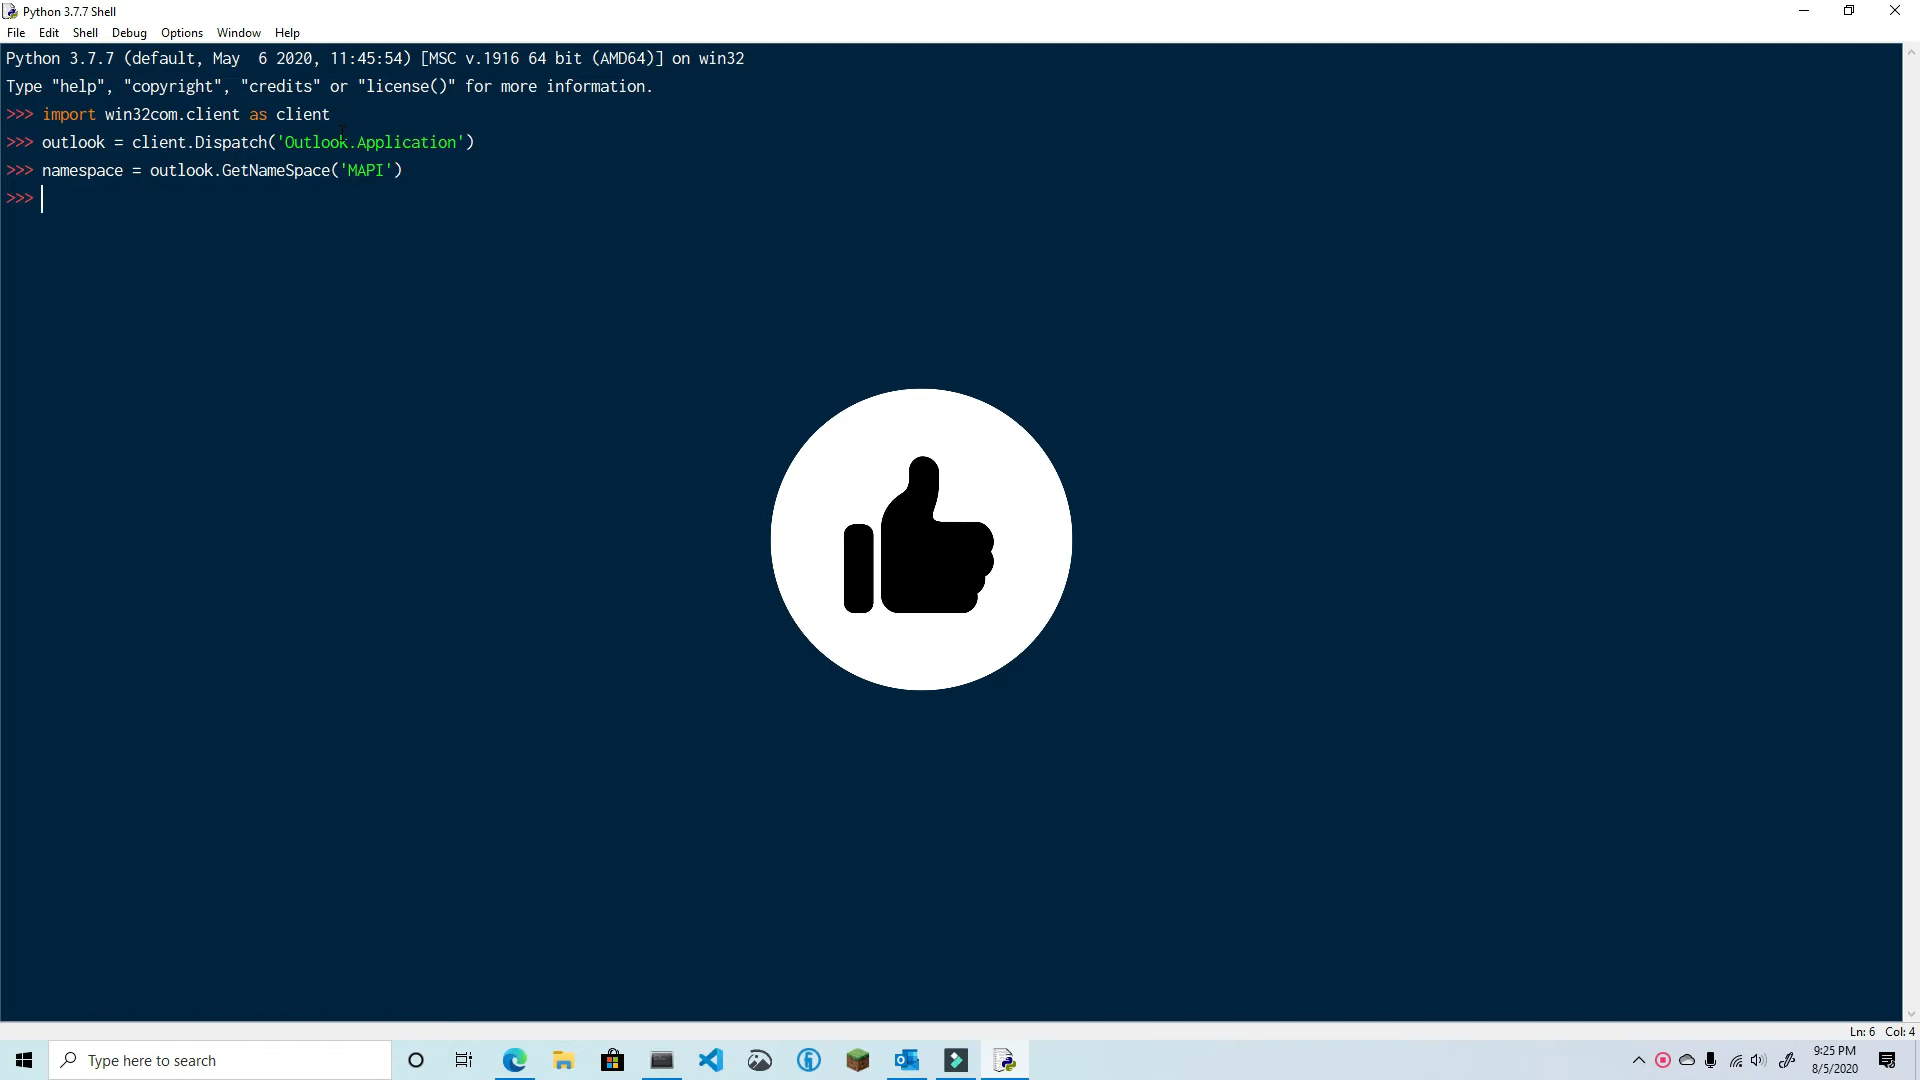 Python 3.7.7 Shell
File Edit Shell Debug Options Window Help
Python 3.7.7 (default, May  6 2020, 11:45:54) [MSC v.1916 64 bit (AMD64)] on win32
Type "help", "copyright", "credits" or "license()" for more information.
>>> import win32com.client as client
>>> outlook = client.Dispatch('Outlook.Application')
>>> namespace = outlook.GetNameSpace('MAPI')
>>>
Ln: 6 Col: 4
Type here to search
9:25 PM
8/5/2020